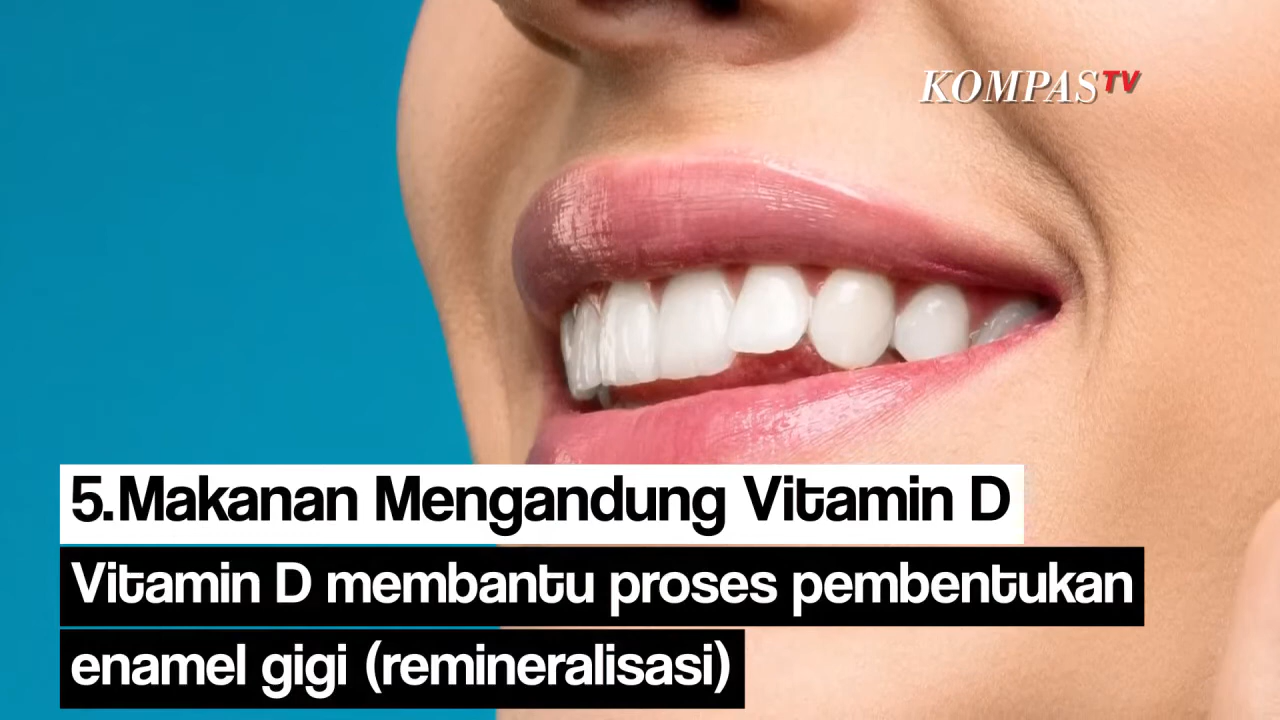 KOMPASTV
5.Makanan Mengandung Vitamin D
Vitamin D membantu proses pembentukan
enamel gigi (remineralisasi)